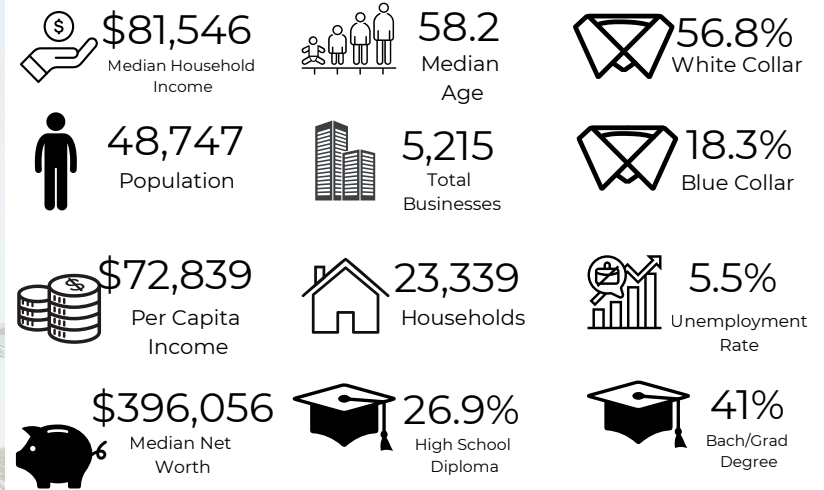 $81,546
Median Household
Income
58.2
Median
Age
56.8%
White Collar
48,747
Population
5,215
Total
Businesses
18.3%
Blue Collar
$72,839
Per Capita
Income
23,339
Households
5.5%
Unemployment
Rate
$396,056
Median Net
Worth
26.9%
High School
Diploma
41%
Bach/Grad
Degree